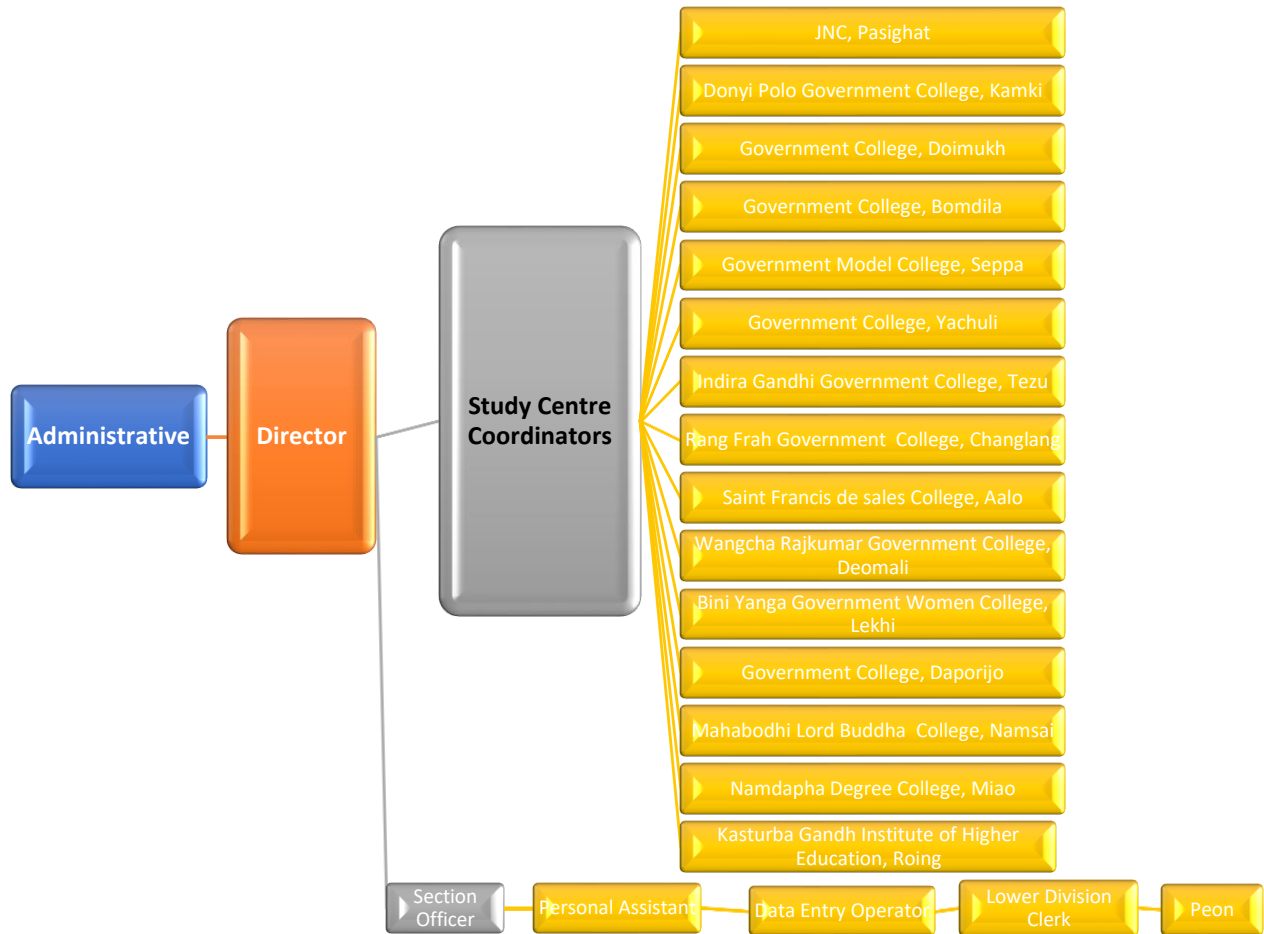 JNC, Pasighat
Donyi Polo Government College, Kamki
Government College, Doimukh
Government College, Bomdila
Government Model College, Seppa
Government College, Yachuli
Indira Gandhi Government College, Tezu
Rang Frah Government College, Changlang
Saint Francis de sales College, Aalo
Wangcha Rajkumar Government College,
Deomali
Bini Yanga Government Women College,
Lekhi
Government College, Daporijo
Mahabodhi Lord Buddha College, Namsai
Namdapha Degree College, Miao
Kasturba Gandh Institute of Higher
Education, Roing
Study Centre
Coordinators
Administrative
Director
Section
Officer
Personal Assistant
Data Entry Operator
Lower Division
Clerk
Peon